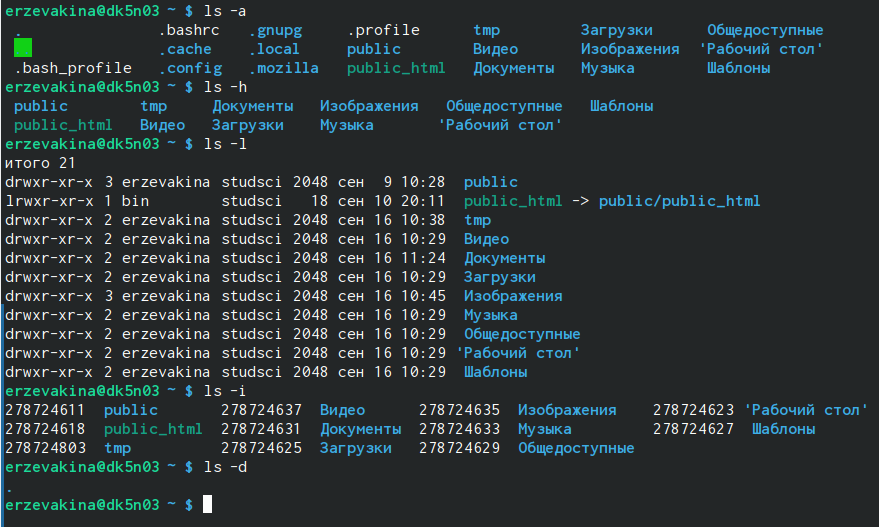 erzevakina@dk5n03 ~ $ ls -a
. .bashrc .gnupg .profile tmp Загрузки Общедоступные
.cache .local public Видео Изображения 'Рабочий стол'
.bash_profile .config .mozilla public_html Документы Музыка Шаблоны
erzevakina@dk5n03 ~ $ ls -h
public tmp Документы Изображения Общедоступные Шаблоны
public_html Видео Загрузки Музыка 'Рабочий стол'
erzevakina@dk5n03 ~ $ ls -l
итого 21
drwxr-xr-x 3 erzevakina studsci 2048 сен 9 10:28 public
lrwxr-xr-x 1 bin studsci 18 сен 10 20:11 public_html -> public/public_html
drwxr-xr-x 2 erzevakina studsci 2048 сен 16 10:38 tmp
drwxr-xr-x 2 erzevakina studsci 2048 сен 16 10:29 Видео
drwxr-xr-x 2 erzevakina studsci 2048 сен 16 11:24 Документы
drwxr-xr-x 2 erzevakina studsci 2048 сен 16 10:29 Загрузки
drwxr-xr-x 3 erzevakina studsci 2048 сен 16 10:45 Изображения
drwxr-xr-x 2 erzevakina studsci 2048 сен 16 10:29 Музыка
drwxr-xr-x 2 erzevakina studsci 2048 сен 16 10:29 Общедоступные
drwxr-xr-x 2 erzevakina studsci 2048 сен 16 10:29 'Рабочий стол'
drwxr-xr-x 2 erzevakina studsci 2048 сен 16 10:29 Шаблоны
erzevakina@dk5n03 ~ $ ls -i
278724611 public 278724637 Видео 278724635 Изображения 278724623 'Рабочий стол'
278724618 public_html 278724631 Документы 278724633 Музыка 278724627 Шаблоны
278724803 tmp 278724625 Загрузки 278724629 Общедоступные
erzevakina@dk5n03 ~ $ ls -d
.
erzevakina@dk5n03 ~ $